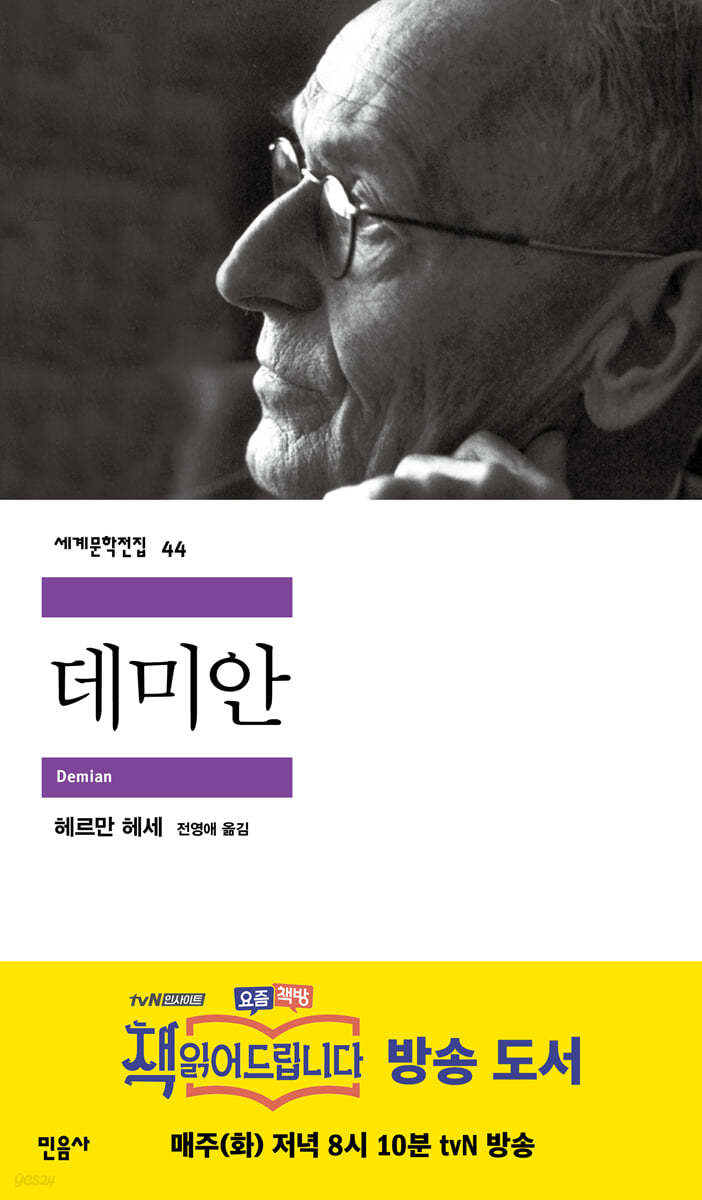 세계문학전집 44
데미안
Demian
헤르만 헤세 전영애 옮김
tvN 인사이트 요즘책방
책 읽어드립니다 방송 도서
민음사 매주(화) 저녁 8시 10분 tvN 방송
yes24